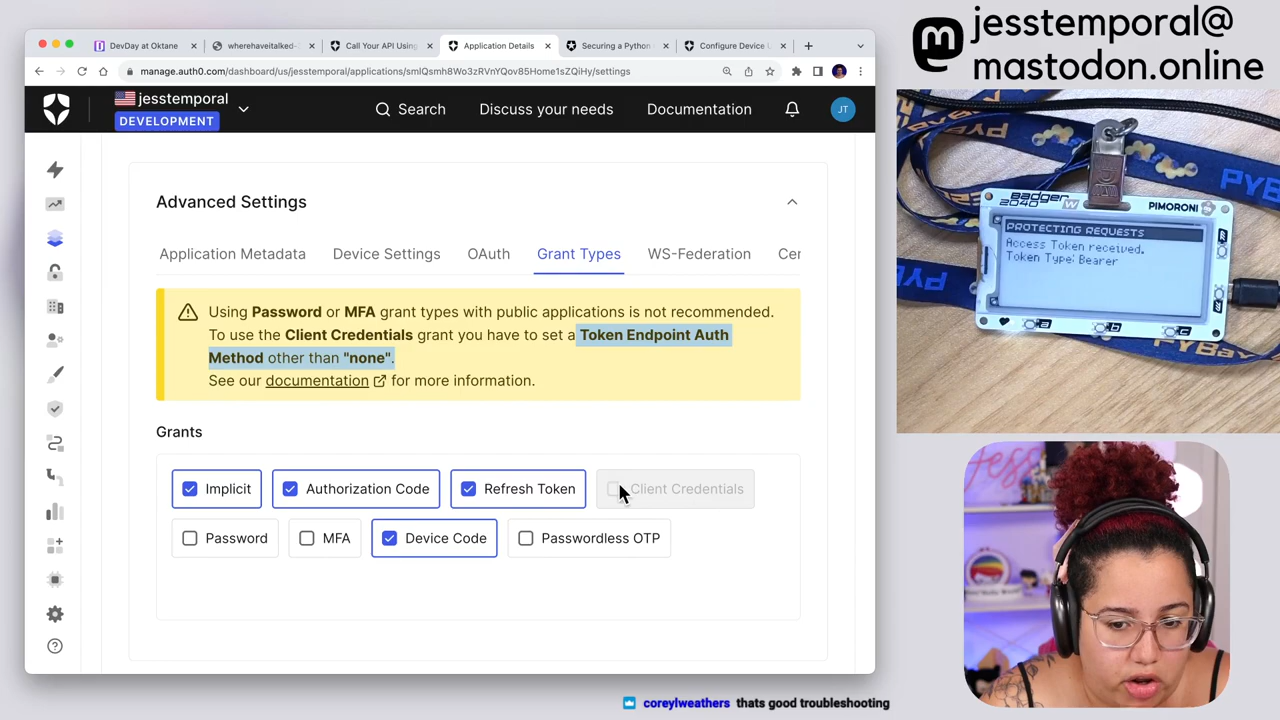 jesstemporal@
mastodon.online
DevDay at Oktane
wherehaveitalked-
Call Your API Using
Application Details
Securing a Python
Configure Device U
manage.auth0.com/dashboard/us/jesstemporal/applications/smlQsmh8Wo3zRVnYQov85Home1sZQiHy/settings
jesstemporal
DEVELOPMENT
Search
Discuss your needs
Documentation
JT
Advanced Settings
Application Metadata
Device Settings
OAuth
Grant Types
WS-Federation
Cer
Using Password or MFA grant types with public applications is not recommended.
To use the Client Credentials grant you have to set a Token Endpoint Auth
Method other than "none".
See our documentation for more information.
Grants
Implicit
Authorization Code
Refresh Token
Client Credentials
Password
MFA
Device Code
Passwordless OTP
PYBAY
PYBay
Badger
2040 W
PIMORONI
PROTECTING REQUESTS
Access Token received.
Token Type: Bearer
a
b
c
PYBay
coreylweathers thats good troubleshooting